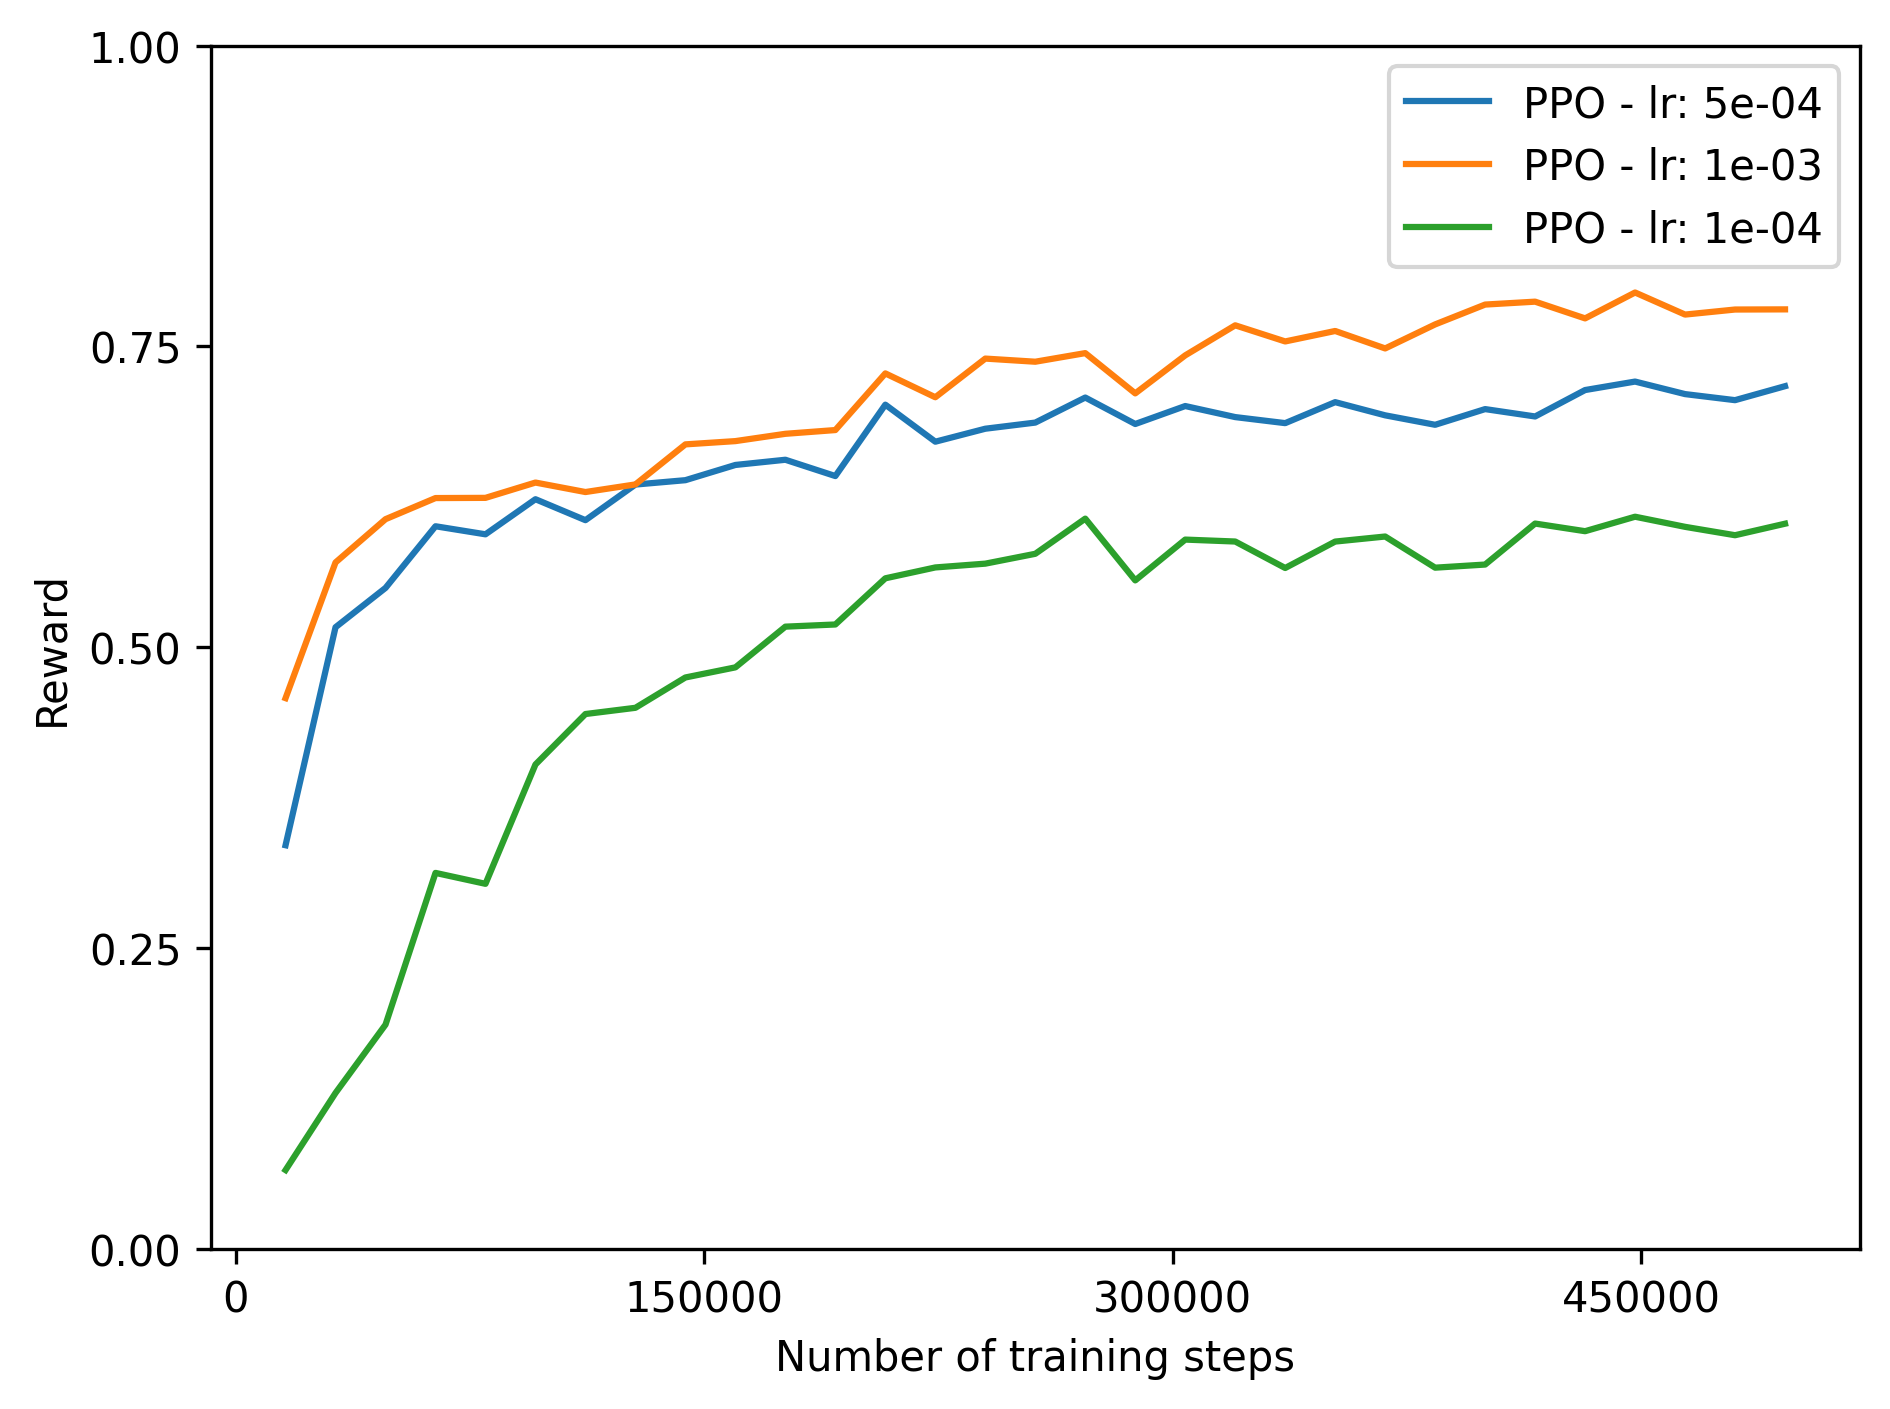 1.00
0.75
0.50
0.25
0.00
Reward
PPO - lr: 5e-04
PPO - lr: 1e-03
PPO - lr: 1e-04
0 150000 300000 450000
Number of training steps